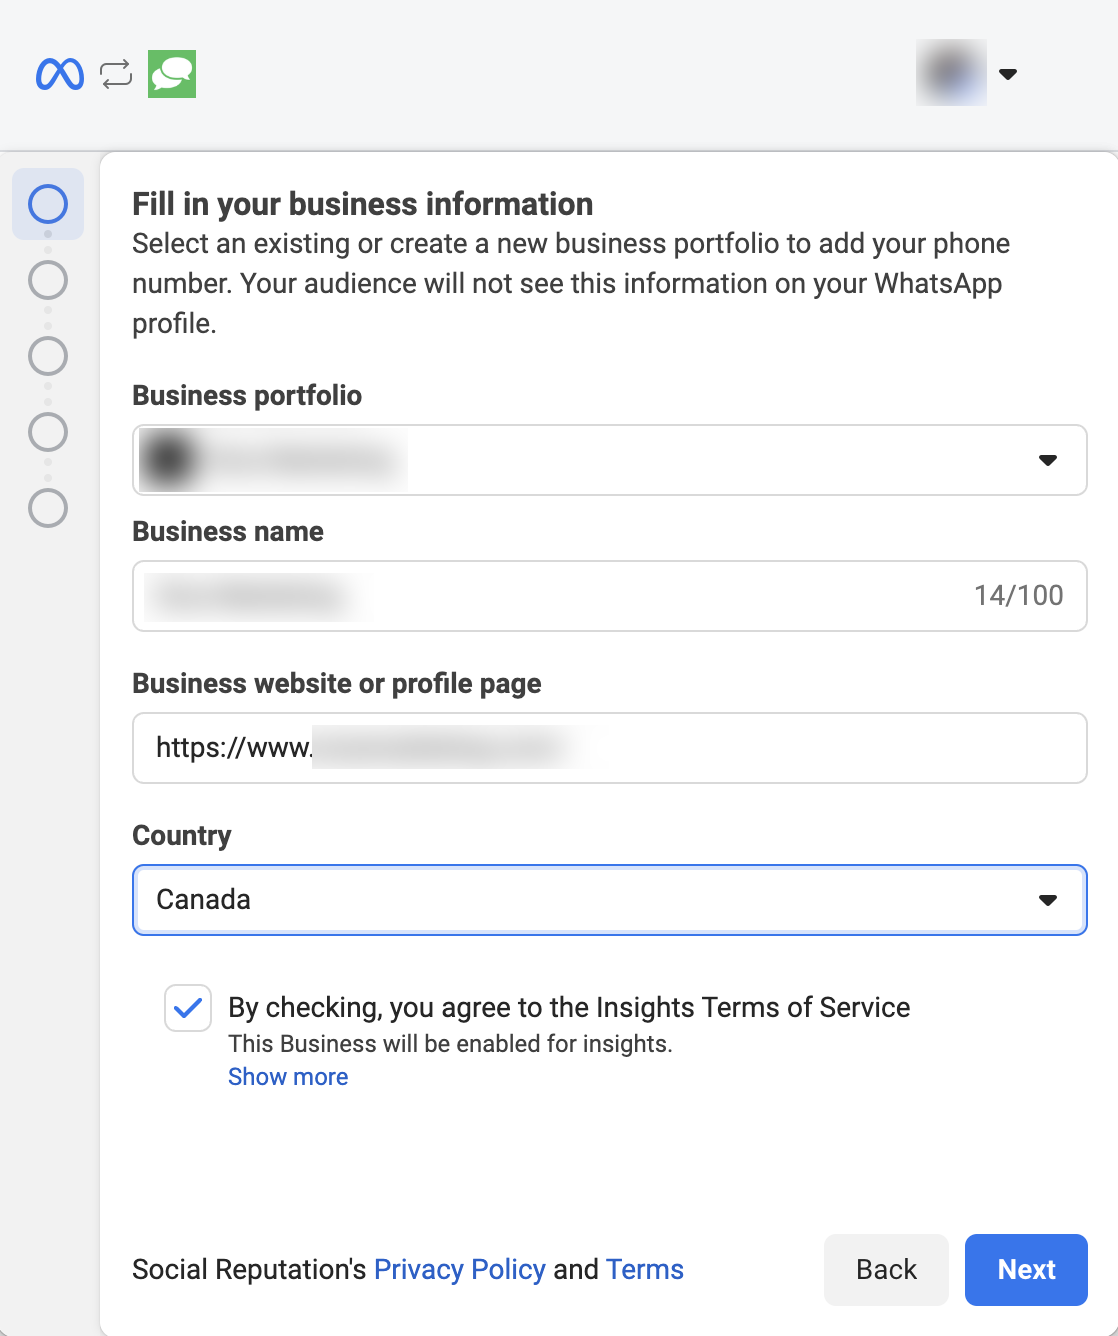 Fill in your business information
Select an existing or create a new business portfolio to add your phone
number. Your audience will not see this information on your WhatsApp
profile.
Business portfolio
Business name
14/100
Business website or profile page
https://www.
Country
Canada
By checking, you agree to the Insights Terms of Service
This Business will be enabled for insights.
Show more
Social Reputation's Privacy Policy and Terms
Back
Next